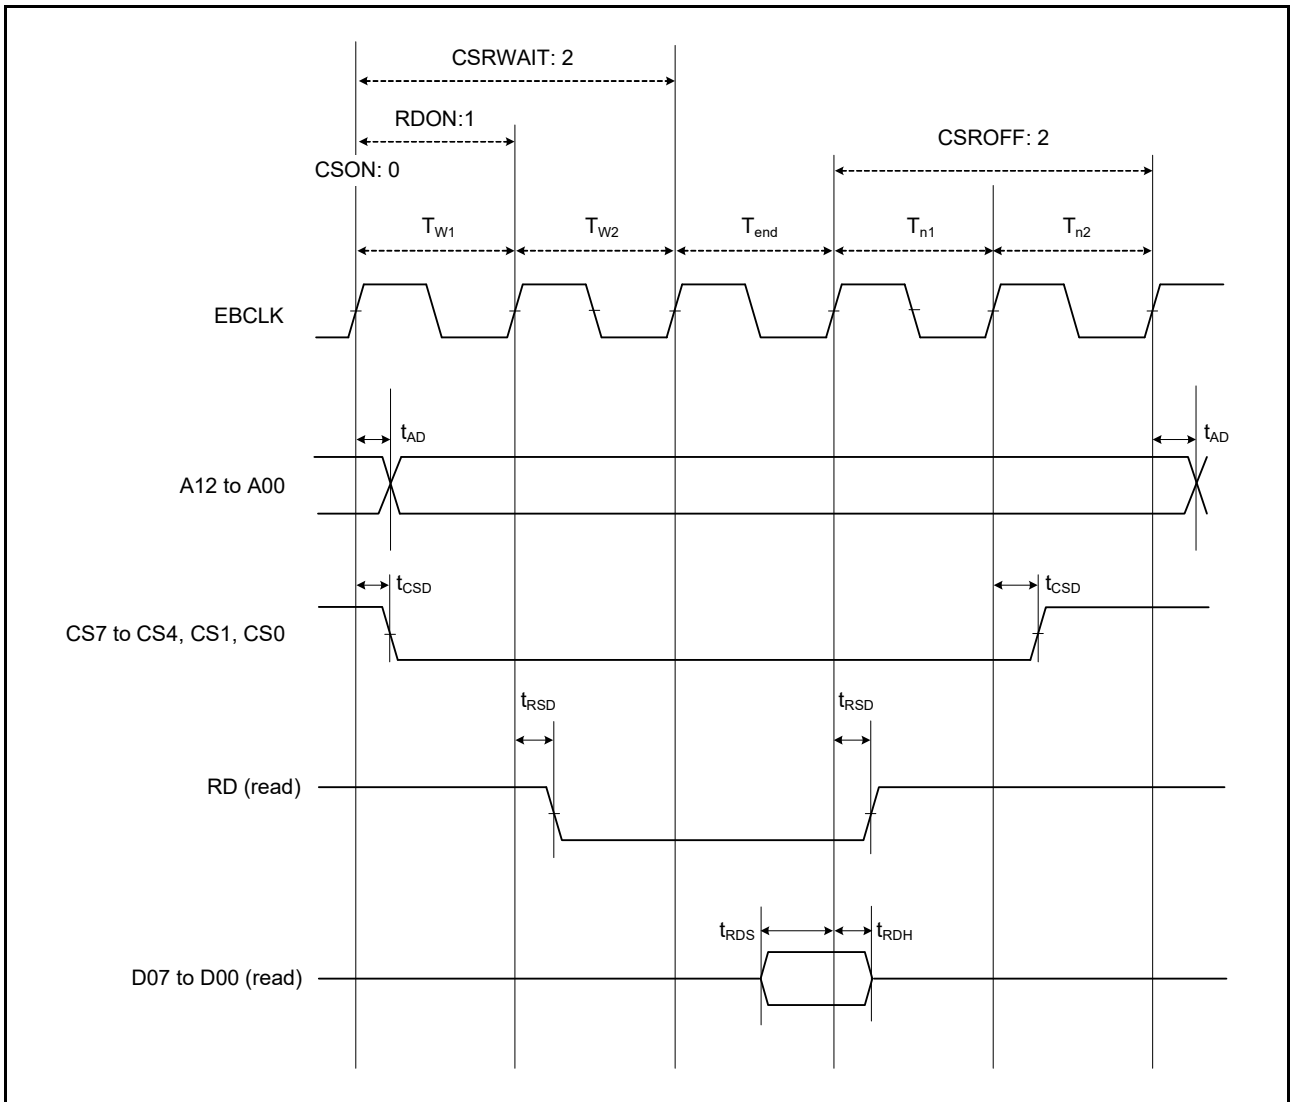 CSRWAIT: 2
RDON:1
CSROFF: 2
CSON: 0
TW1 TW2 Tend Tn1 Tn2
EBCLK
tAD tAD
A12 to A00
tCSD tCSD
CS7 to CS4, CS1, CS0
tRSD tRSD
RD (read)
tRDS tRDH
D07 to D00 (read)